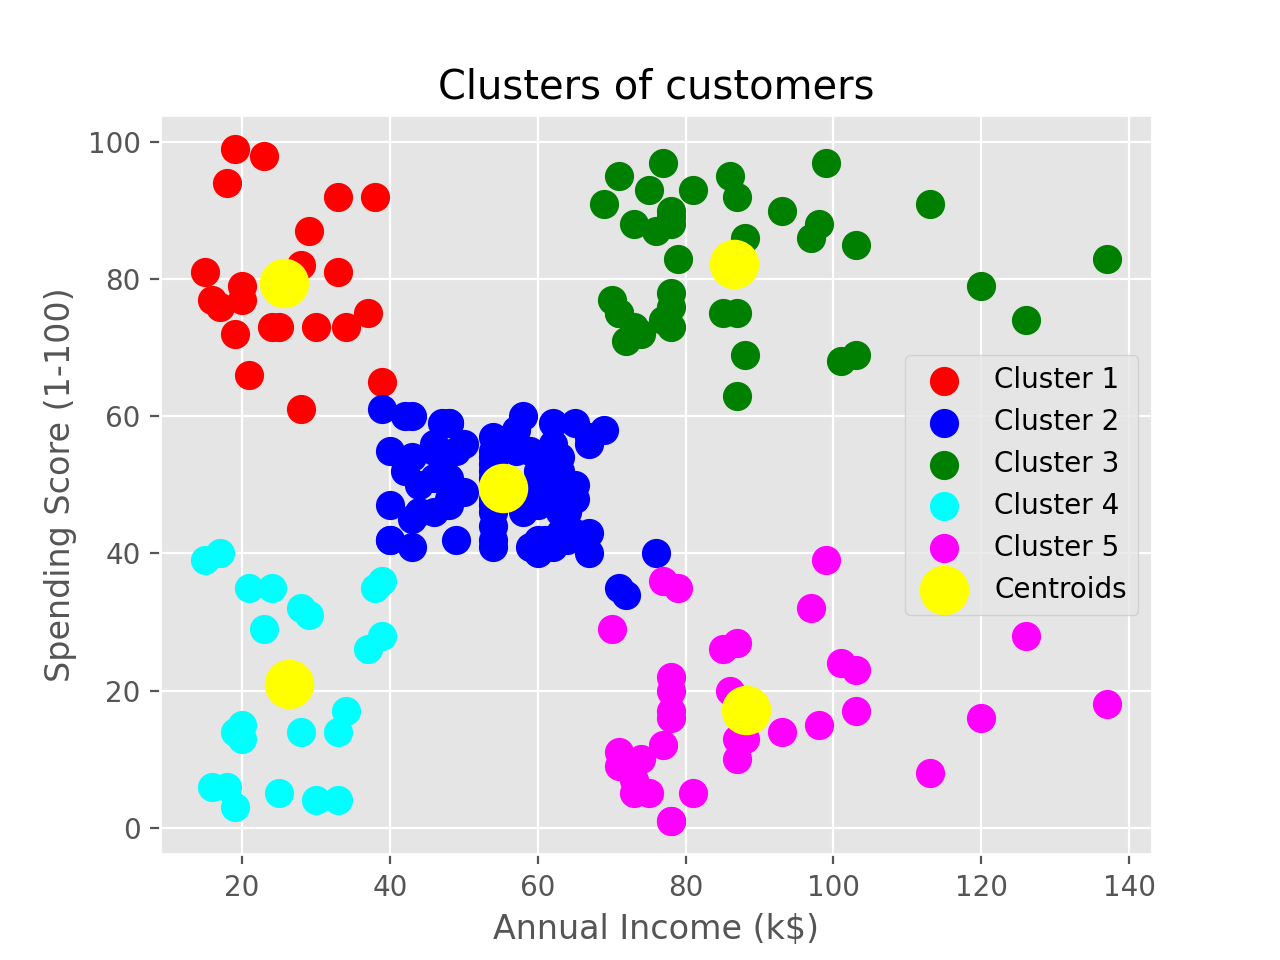 Clusters of customers
100
80
60
40
20
0
Spending Score (1-100)
Cluster 1
Cluster 2
Cluster 3
Cluster 4
Cluster 5
Centroids
20 40 60 80 100 120 140
Annual Income (k$)